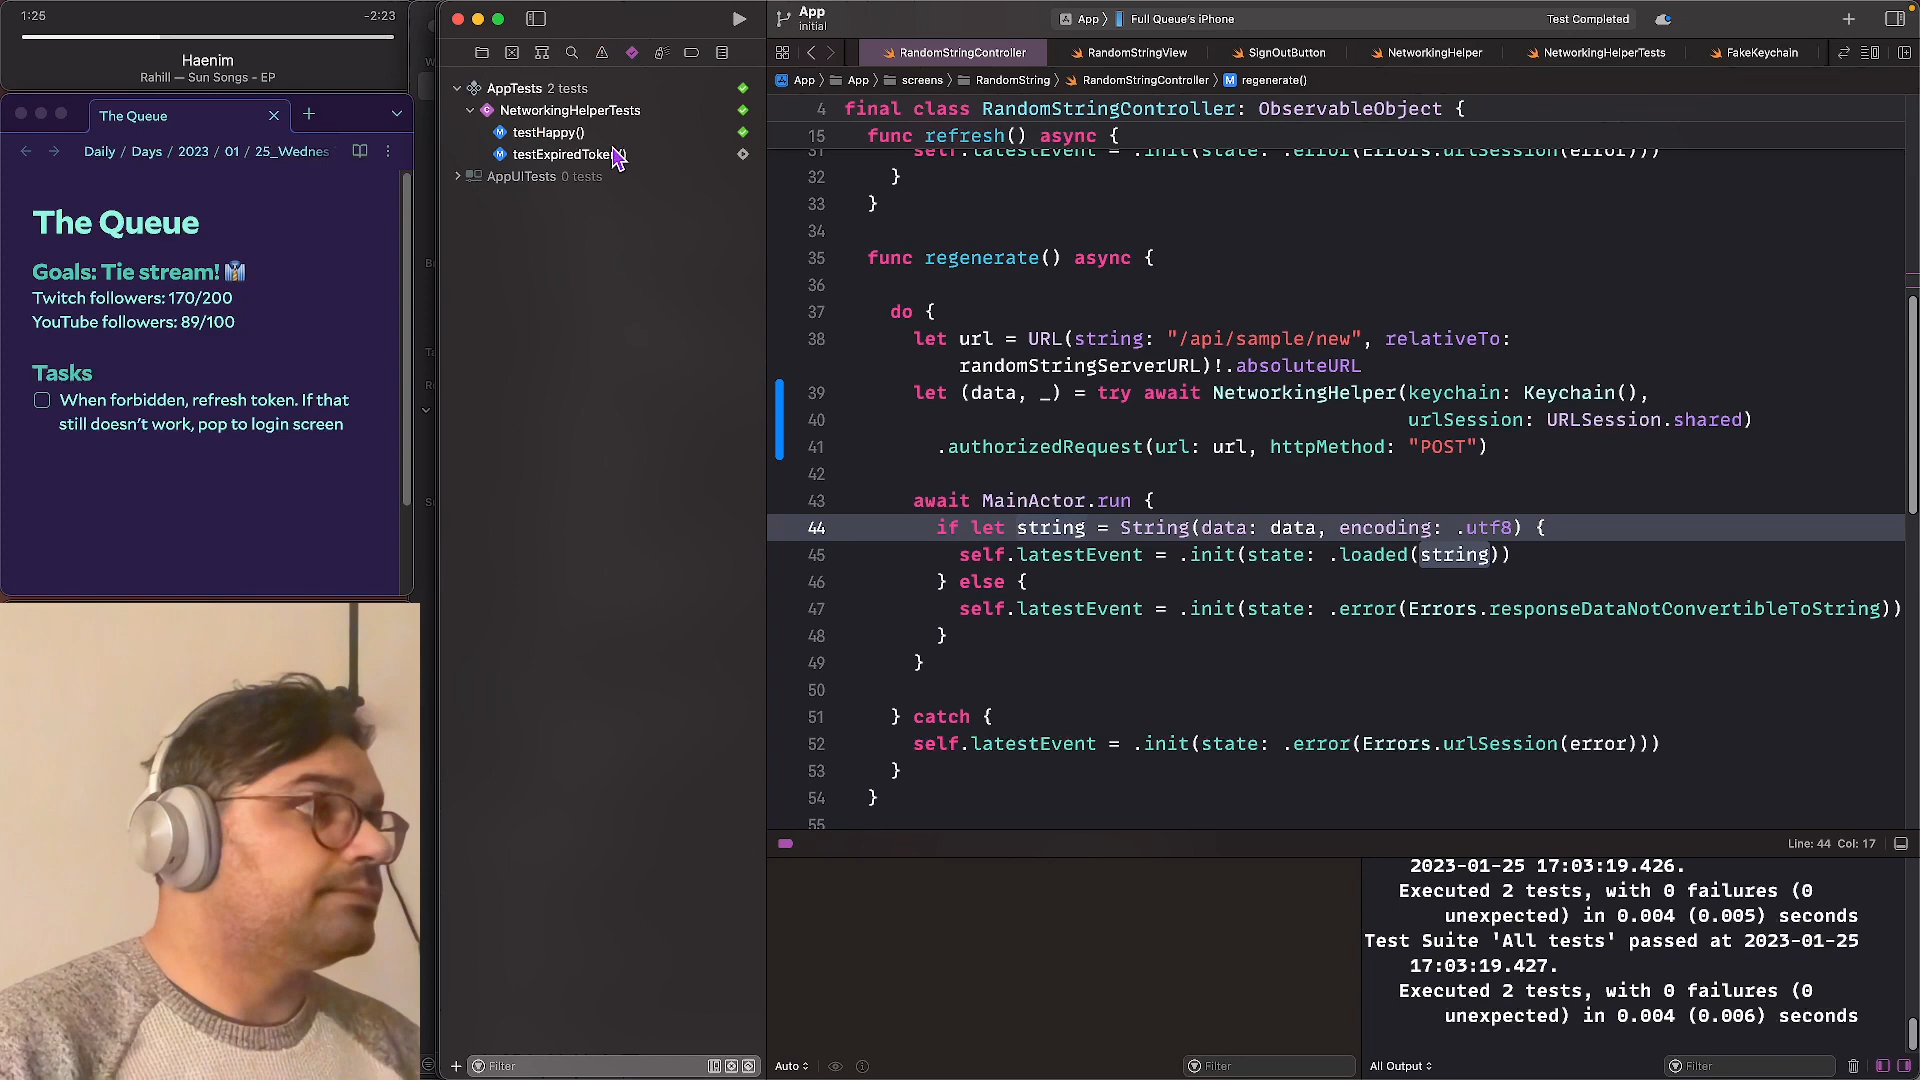 1:25
-2:23
Haenim
Rahill — Sun Songs - EP
The Queue
Daily / Days / 2023 / 01 / 25_Wednes
The Queue
Goals: Tie stream! 👔
Twitch followers: 170/200
YouTube followers: 89/100
Tasks
When forbidden, refresh token. If that
still doesn't work, pop to login screen
App
initial
App
Full Queue's iPhone
Test Completed
RandomStringController
RandomStringView
SignOutButton
NetworkingHelper
NetworkingHelperTests
FakeKeychain
App
App
screens
RandomString
RandomStringController
M regenerate()
AppTests 2 tests
C NetworkingHelperTests
M testHappy()
M testExpiredToken()
AppUITests 0 tests
4 final class RandomStringController: ObservableObject {
15 func refresh() async {
31 self.latestEvent = .init(state: .error(Errors.urlSession(error)))
32 }
33 }
34
35 func regenerate() async {
36
37 do {
38 let url = URL(string: "/api/sample/new", relativeTo:
randomStringServerURL)!.absoluteURL
39 let (data, _) = try await NetworkingHelper(keychain: Keychain(),
40 urlSession: URLSession.shared)
41 .authorizedRequest(url: url, httpMethod: "POST")
42
43 await MainActor.run {
44 if let string = String(data: data, encoding: .utf8) {
45 self.latestEvent = .init(state: .loaded(string))
46 } else {
47 self.latestEvent = .init(state: .error(Errors.responseDataNotConvertibleToString))
48 }
49 }
50
51 } catch {
52 self.latestEvent = .init(state: .error(Errors.urlSession(error)))
53 }
54 }
55
Line: 44 Col: 17
2023-01-25 17:03:19.426.
Executed 2 tests, with 0 failures (0
unexpected) in 0.004 (0.005) seconds
Test Suite 'All tests' passed at 2023-01-25
17:03:19.427.
Executed 2 tests, with 0 failures (0
unexpected) in 0.004 (0.006) seconds
Filter
Auto
Filter
All Output
Filter